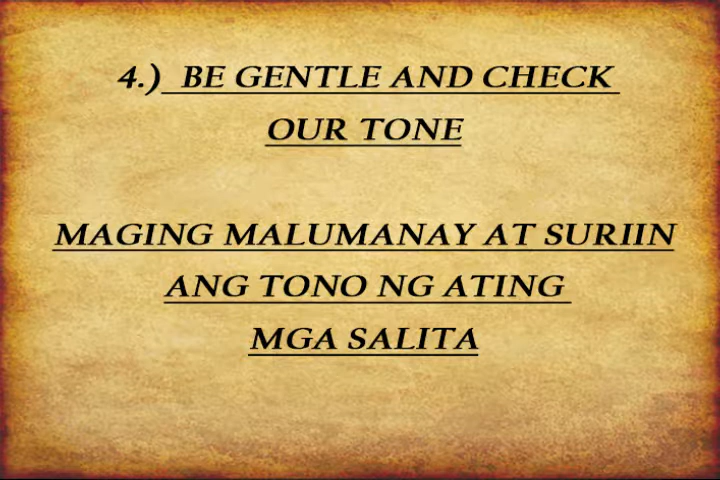 4.) BE GENTLE AND CHECK
OUR TONE
MAGING MALUMANAY AT SURIIN
ANG TONO NG ATING
MGA SALITA